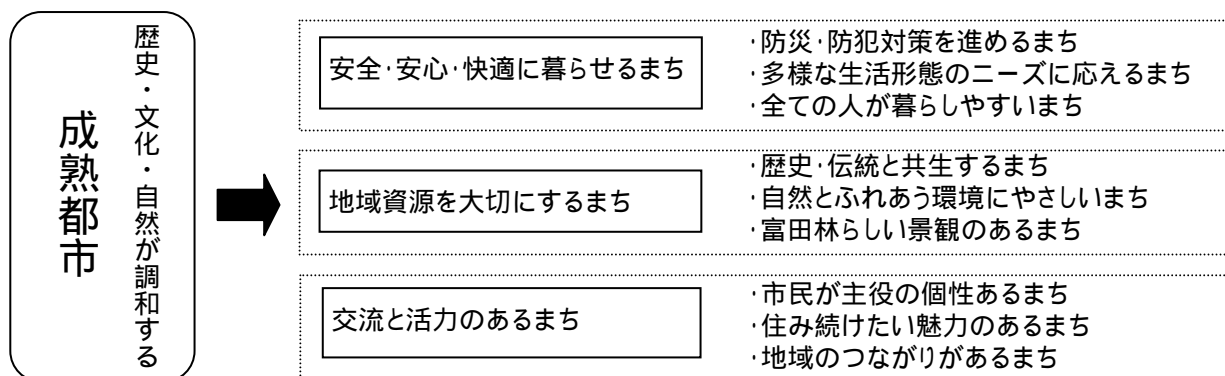 歴史・文化・自然が調和する
成熟都市
安全・安心・快適に暮らせるまち
・防災・防犯対策を進めるまち
・多様な生活形態のニーズに応えるまち
・全ての人が暮らしやすいまち
地域資源を大切にするまち
・歴史・伝統と共生するまち
・自然とふれあう環境にやさしいまち
・富田林らしい景観のあるまち
交流と活力のあるまち
・市民が主役の個性あるまち
・住み続けたい魅力のあるまち
・地域のつながりがあるまち